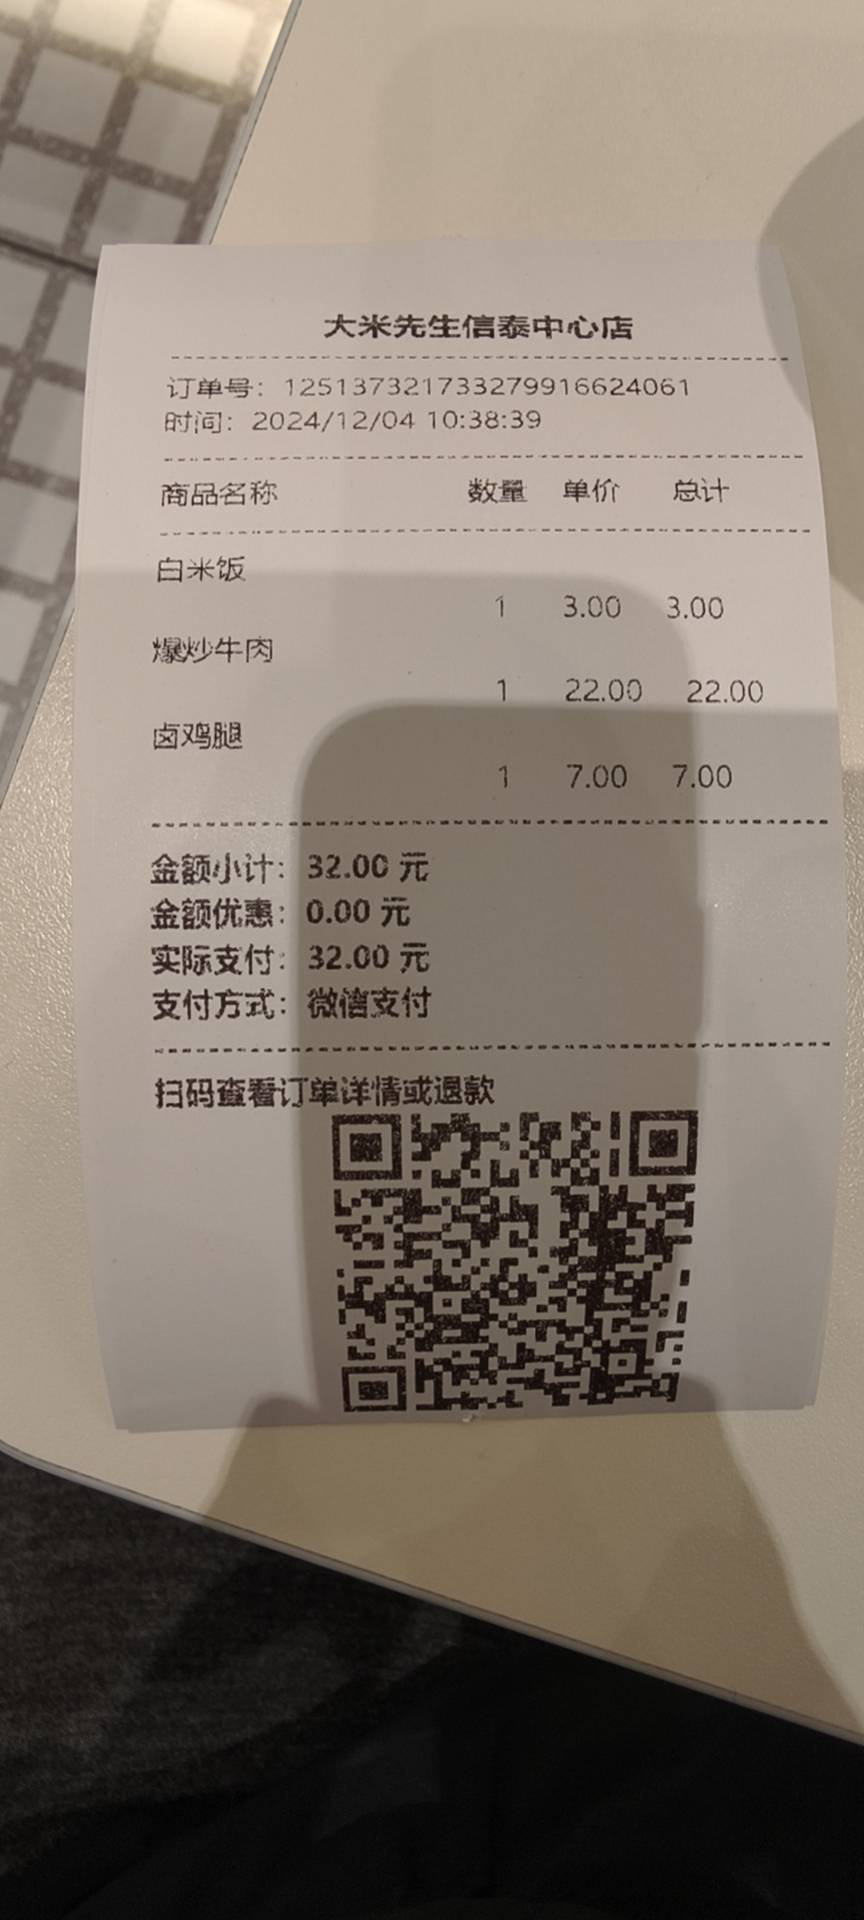 大米先生信泰中心店
订单号：125137321733279916624061
时间：2024/12/04 10:38:39
商品名称 数量 单价 总计
白米饭
1 3.00 3.00
爆炒牛肉
1 22.00 22.00
卤鸡腿
1 7.00 7.00
金额小计：32.00 元
金额优惠：0.00 元
实际支付：32.00 元
支付方式：微信支付
扫码查看订单详情或退款